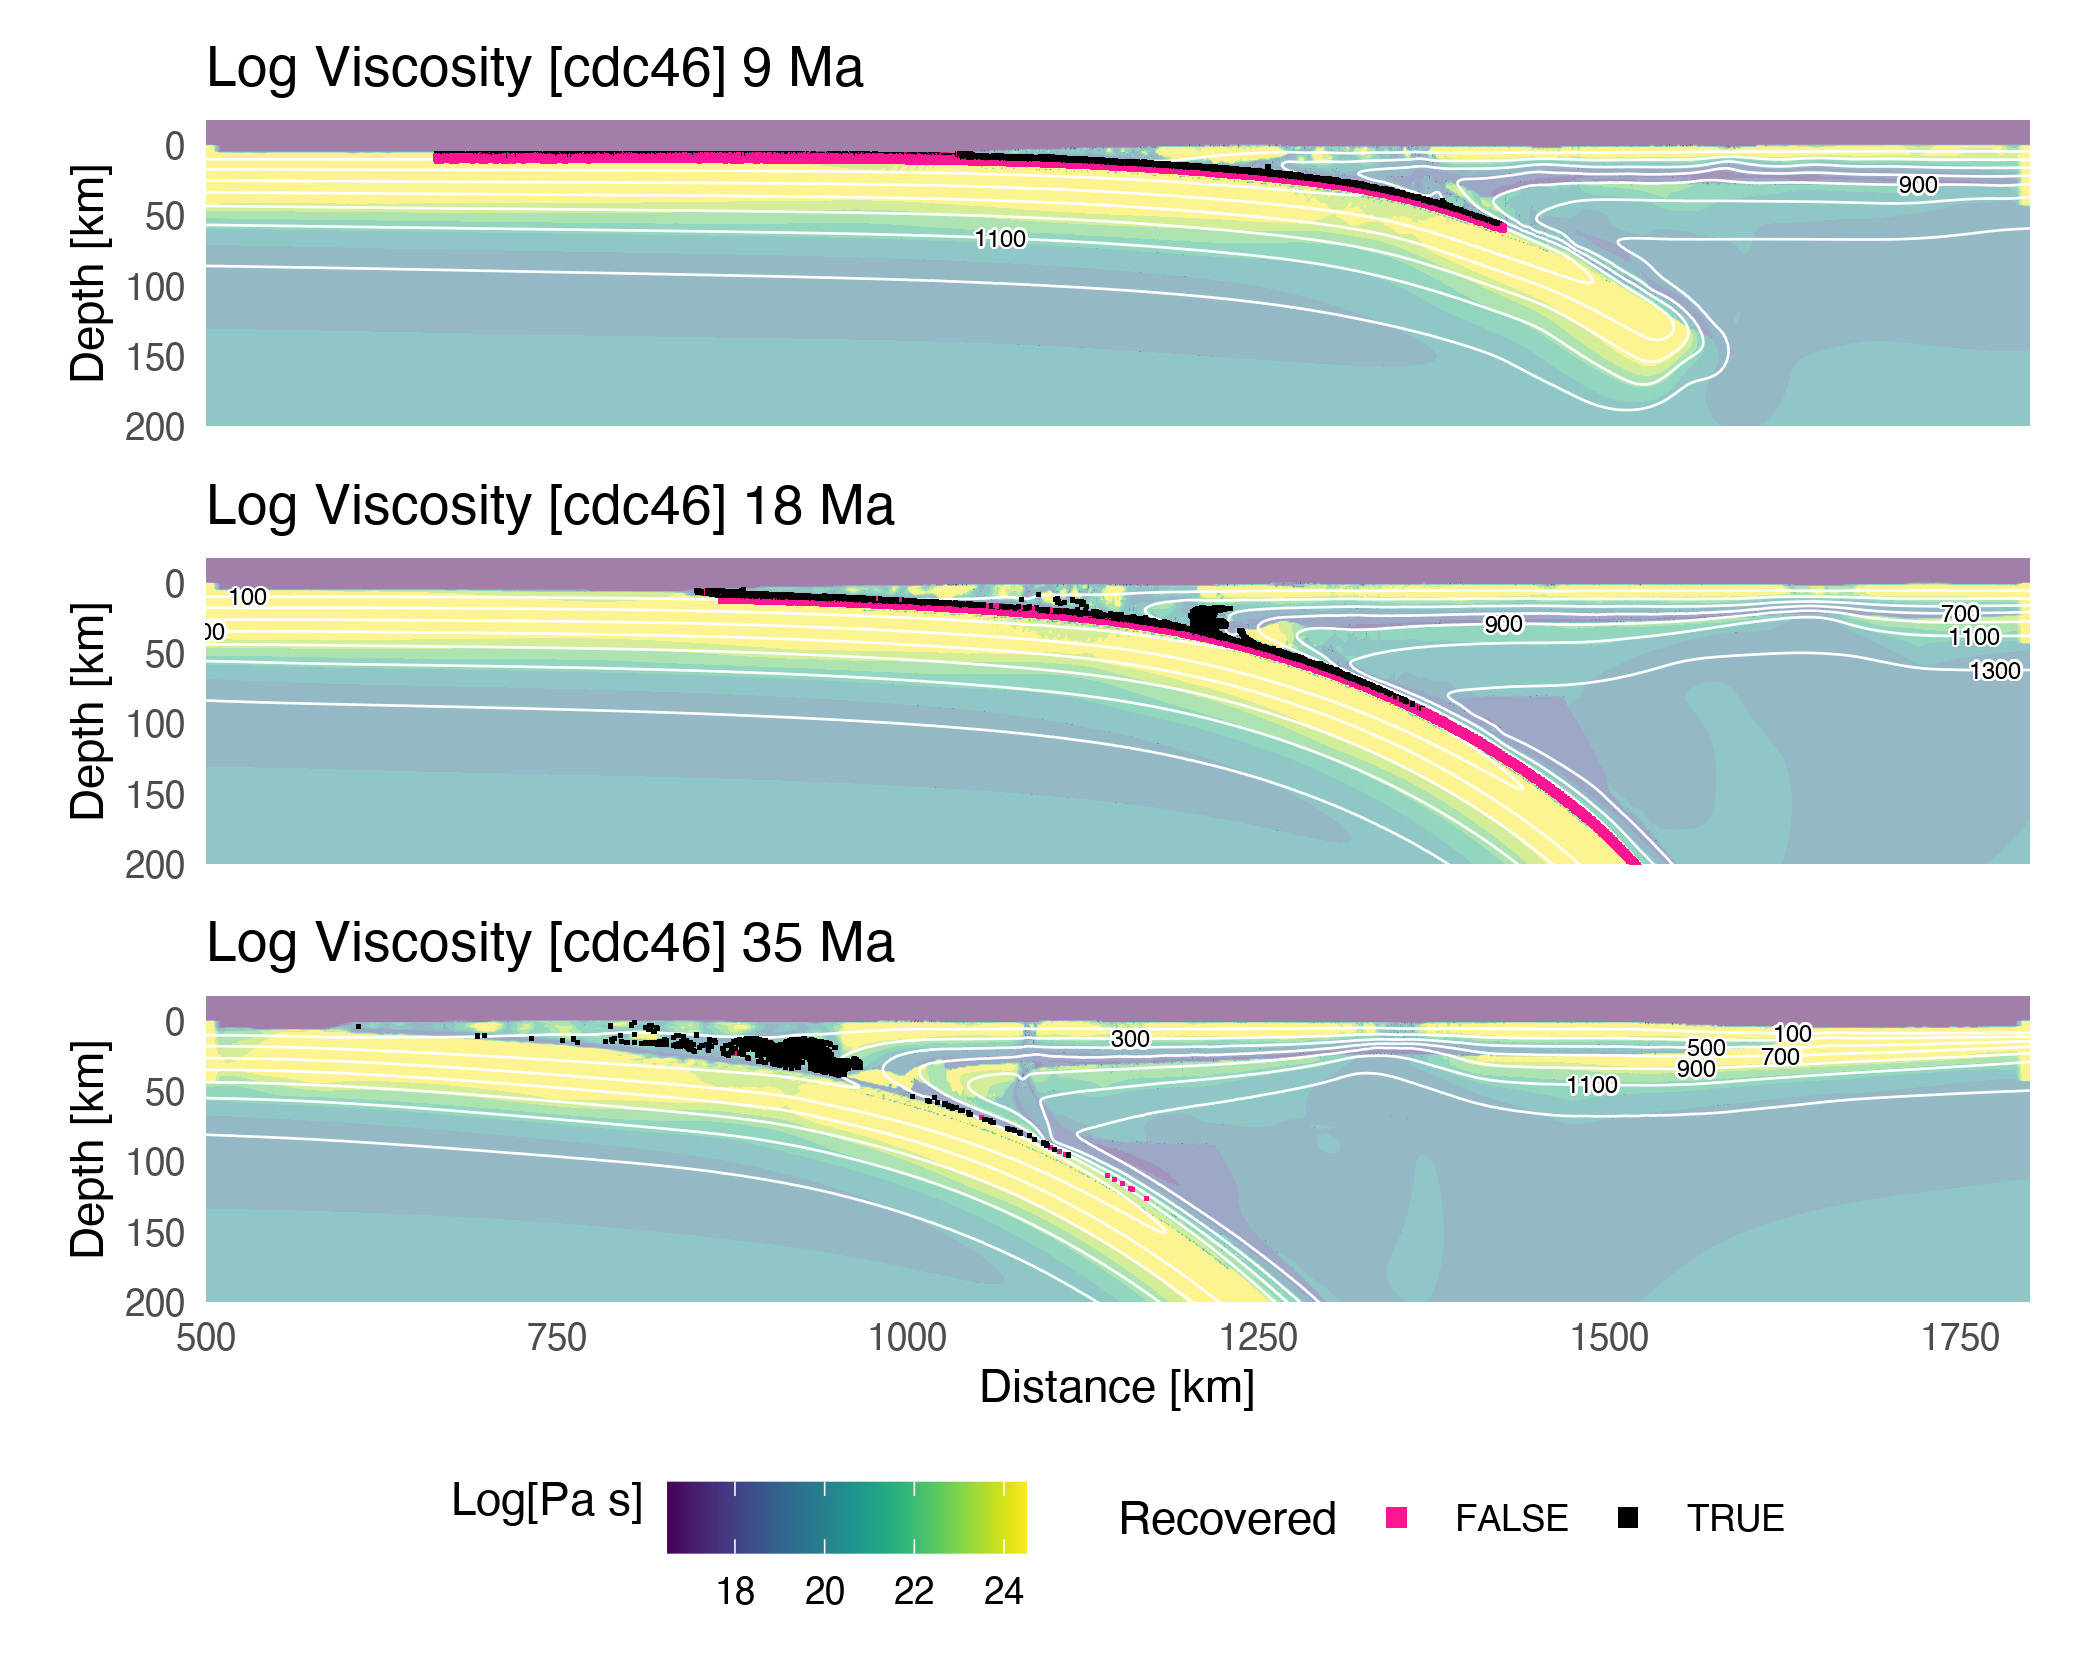 Log Viscosity [cdc46] 9 Ma
Depth [km]
0
50
100
150
200
900
1100
Log Viscosity [cdc46] 18 Ma
Depth [km]
0
50
100
150
200
100
00
900
700
1100
1300
Log Viscosity [cdc46] 35 Ma
Depth [km]
0
50
100
150
200
300
100
500
700
900
1100
500 750 1000 1250 1500 1750
Distance [km]
Log[Pa s]
18 20 22 24
Recovered FALSE TRUE